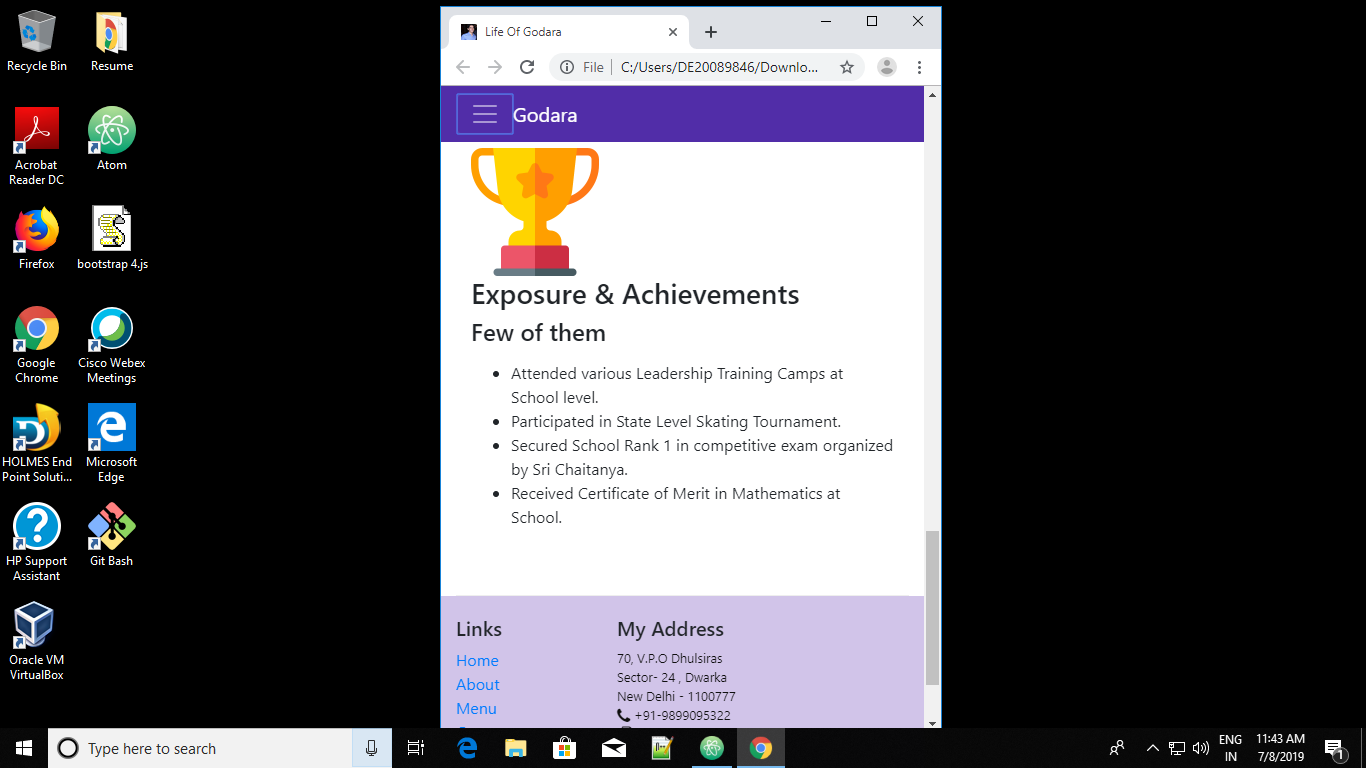 Recycle Bin
Resume
Acrobat
Reader DC
Atom
Firefox
bootstrap 4.js
Google
Chrome
Cisco Webex
Meetings
HOLMES End
Point Soluti...
Microsoft
Edge
HP Support
Assistant
Git Bash
Oracle VM
VirtualBox
Life Of Godara
File C:/Users/DE20089846/Downlo...
Godara
Exposure & Achievements
Few of them
Attended various Leadership Training Camps at
School level.
Participated in State Level Skating Tournament.
Secured School Rank 1 in competitive exam organized
by Sri Chaitanya.
Received Certificate of Merit in Mathematics at
School.
Links
Home
About
Menu
My Address
70, V.P.O Dhulsiras
Sector- 24 , Dwarka
New Delhi - 1100777
+91-9899095322
Type here to search
ENG
IN
11:43 AM
7/8/2019
1